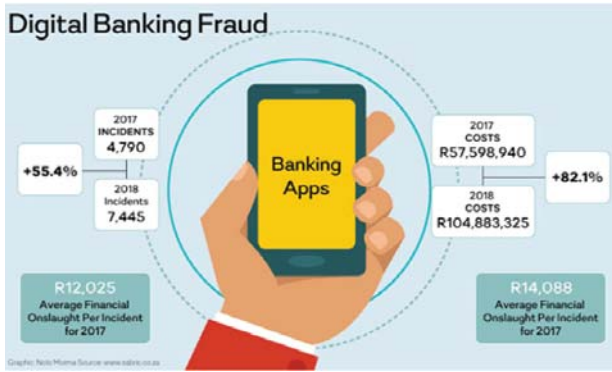 Digital Banking Fraud
2017
INCIDENTS
4,790
+55.4%
2018
Incidents
7,445
Banking
Apps
2017
COSTS
R57,598,940
+82.1%
2018
COSTS
R104,883,325
R12,025
Average Financial
Onslaught Per Incident
for 2017
R14,088
Average Financial
Onslaught Per Incident
for 2017
Graphic: Nolo Moima Source: www.sabric.co.za